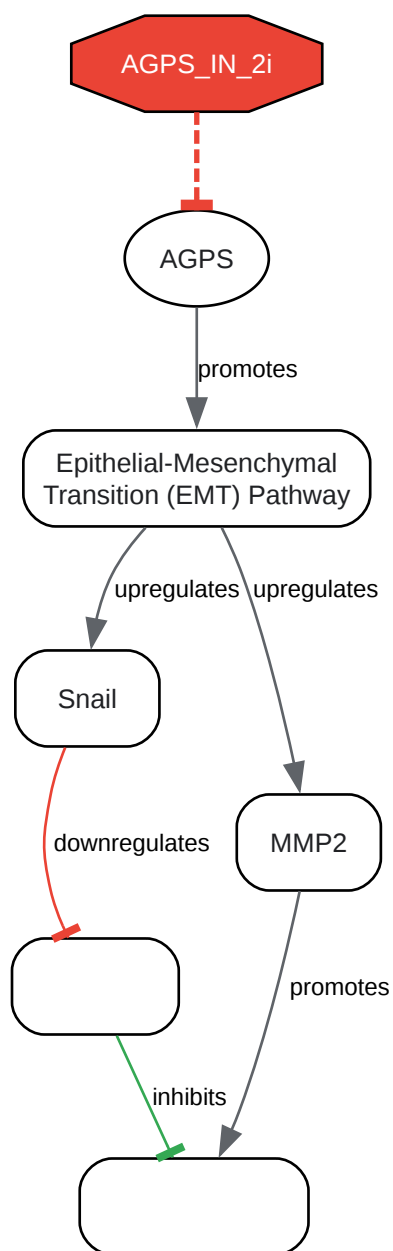 AGPS_IN_2i
AGPS
promotes
Epithelial-Mesenchymal
Transition (EMT) Pathway
upregulates
upregulates
Snail
MMP2
downregulates
promotes
inhibits